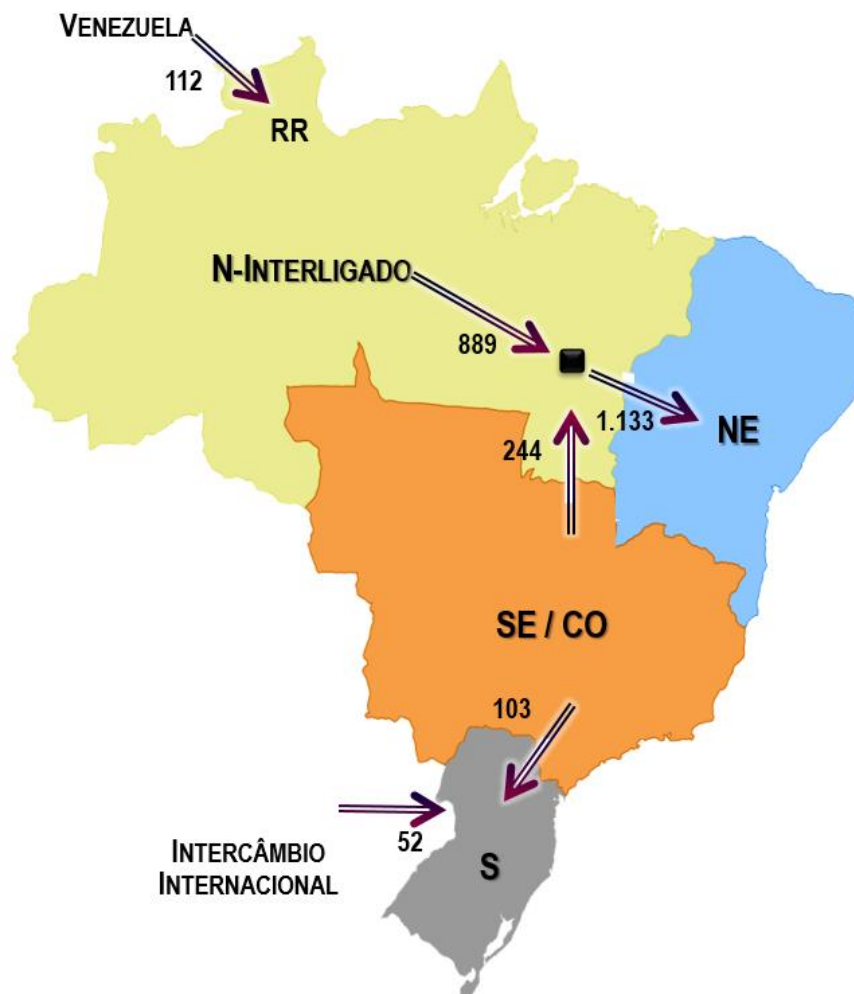 VENEZUELA
112
RR
N-INTERLIGADO
889
1.133
NE
244
SE / CO
103
52
INTERCÂMBIO
INTERNACIONAL
S